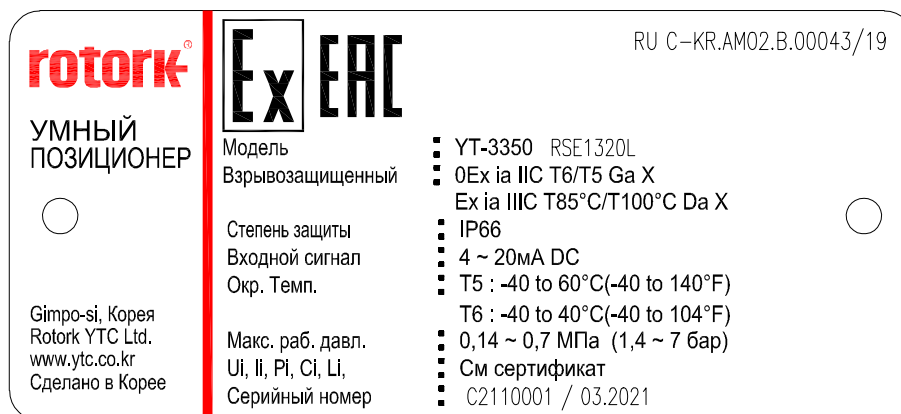 rotork®
УМНЫЙ
ПОЗИЦИОНЕР
Gimpo-si, Корея
Rotork YTC Ltd.
www.ytc.co.kr
Сделано в Корее
Ex EAC
RU C-KR.AM02.B.00043/19
Модель : YT-3350 RSE1320L
Взрывозащищенный : 0Ex ia IIC T6/T5 Ga X
Ex ia IIIC T85°C/T100°C Da X
Степень защиты : IP66
Входной сигнал : 4 ~ 20мА DC
Окр. Темп. : T5 : -40 to 60°C(-40 to 140°F)
T6 : -40 to 40°C(-40 to 104°F)
Макс. раб. давл. : 0,14 ~ 0,7 МПа (1,4 ~ 7 бар)
Ui, Ii, Pi, Ci, Li, : См сертификат
Серийный номер : C2110001 / 03.2021